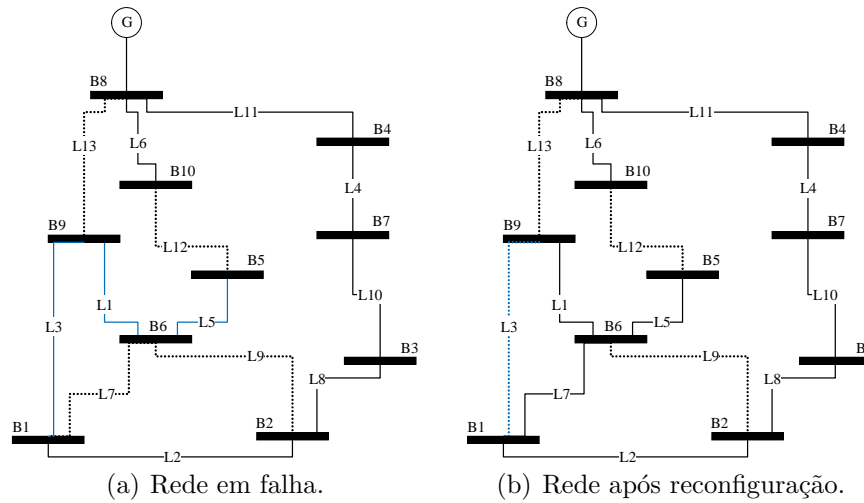 G
B8
L11
B4
L6
L13
B10
L4
B9
B7
L12
B5
L1
L10
L3
B6
L5
L9
B3
L8
L7
B1
B2
L2
(a) Rede em falha.
G
B8
L11
B4
L6
L13
B10
L4
B9
B7
L12
B5
L1
L10
L3
B6
L5
L9
L8
L7
B1
B2
L2
(b) Rede após reconfiguração.